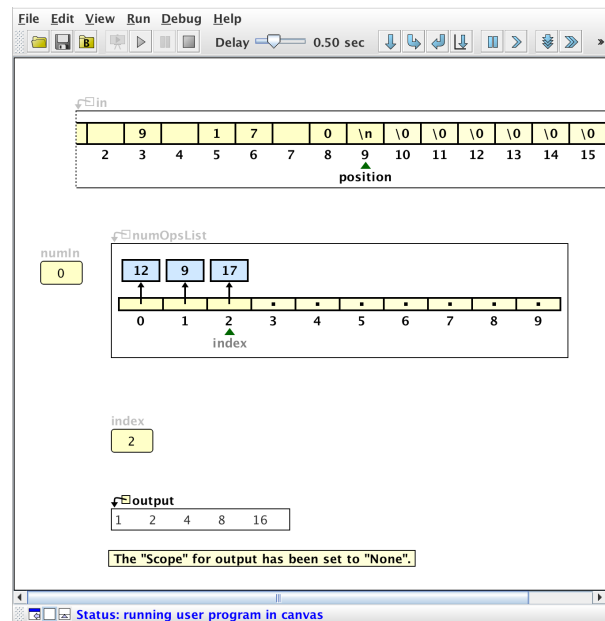 File Edit View Run Debug Help
B Delay 0.50 sec »
in
9 1 7 0 \n \0 \0 \0 \0 \0 \0
2 3 4 5 6 7 8 9 10 11 12 13 14 15
position
numOpsList
numIn
0
12 9 17
0 1 2 3 4 5 6 7 8 9
index
index
2
output
1 2 4 8 16
The "Scope" for output has been set to "None".
Status: running user program in canvas